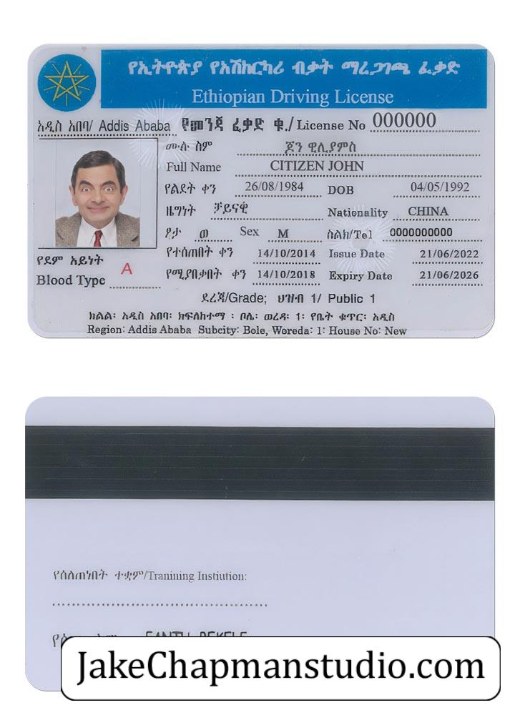 የኢትዮጵያ የአሽከርካሪ ብቃት ማረጋገጫ ፈቃድ
Ethiopian Driving License
አዲስ አበባ/ Addis Ababa የመንጃ ፈቃድ ቁ./ License No 000000
ሙሉ ስም ጆን ዊሊያምስ
Full Name CITIZEN JOHN
የልደት ቀን 26/08/1984 DOB 04/05/1992
ዜግነት ቻይናዊ Nationality CHINA
ፆታ ወ Sex M ስልክ/Tel 0000000000
የደም አይነት
Blood Type A
የተሰጠበት ቀን 14/10/2014 Issue Date 21/06/2022
የሚያበቃበት ቀን 14/10/2018 Expiry Date 21/06/2026
ደረጃ/Grade; ህዝብ 1/ Public 1
ክልል፡ አዲስ አበባ፡ ክፍለከተማ ፡ ቦሌ፡ ወረዳ፡ 1፡ የቤት ቁጥር፡ አዲስ
Region: Addis Ababa Subcity: Bole, Woreda: 1: House No: New
የሰለጠነበት ተቋም/Tranining Instiution:
JakeChapmanstudio.com